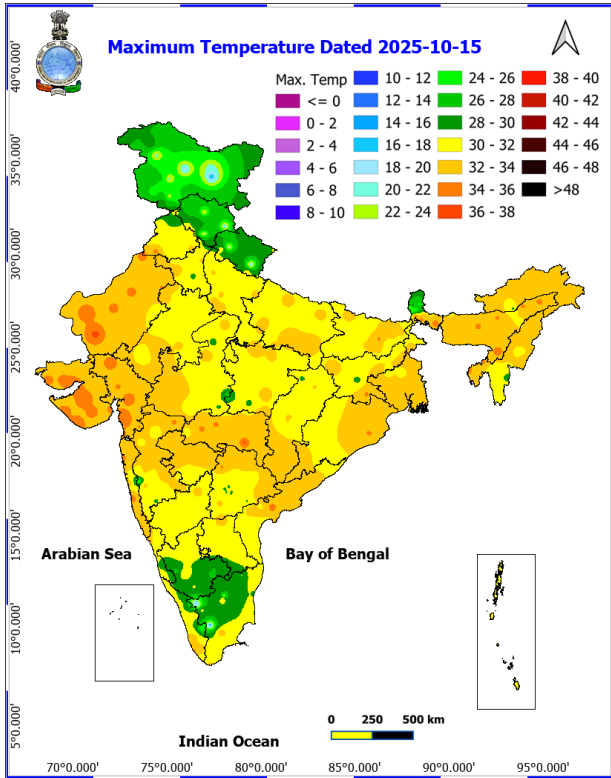 Maximum Temperature Dated 2025-10-15
Max. Temp
<= 0
0 - 2
2 - 4
4 - 6
6 - 8
8 - 10
10 - 12
12 - 14
14 - 16
16 - 18
18 - 20
20 - 22
22 - 24
24 - 26
26 - 28
28 - 30
30 - 32
32 - 34
34 - 36
36 - 38
38 - 40
40 - 42
42 - 44
44 - 46
46 - 48
>48
40°0.000'
35°0.000'
30°0.000'
25°0.000'
20°0.000'
15°0.000'
10°0.000'
5°0.000'
Arabian Sea
Bay of Bengal
Indian Ocean
0 250 500 km
70°0.000' 75°0.000' 80°0.000' 85°0.000' 90°0.000' 95°0.000'